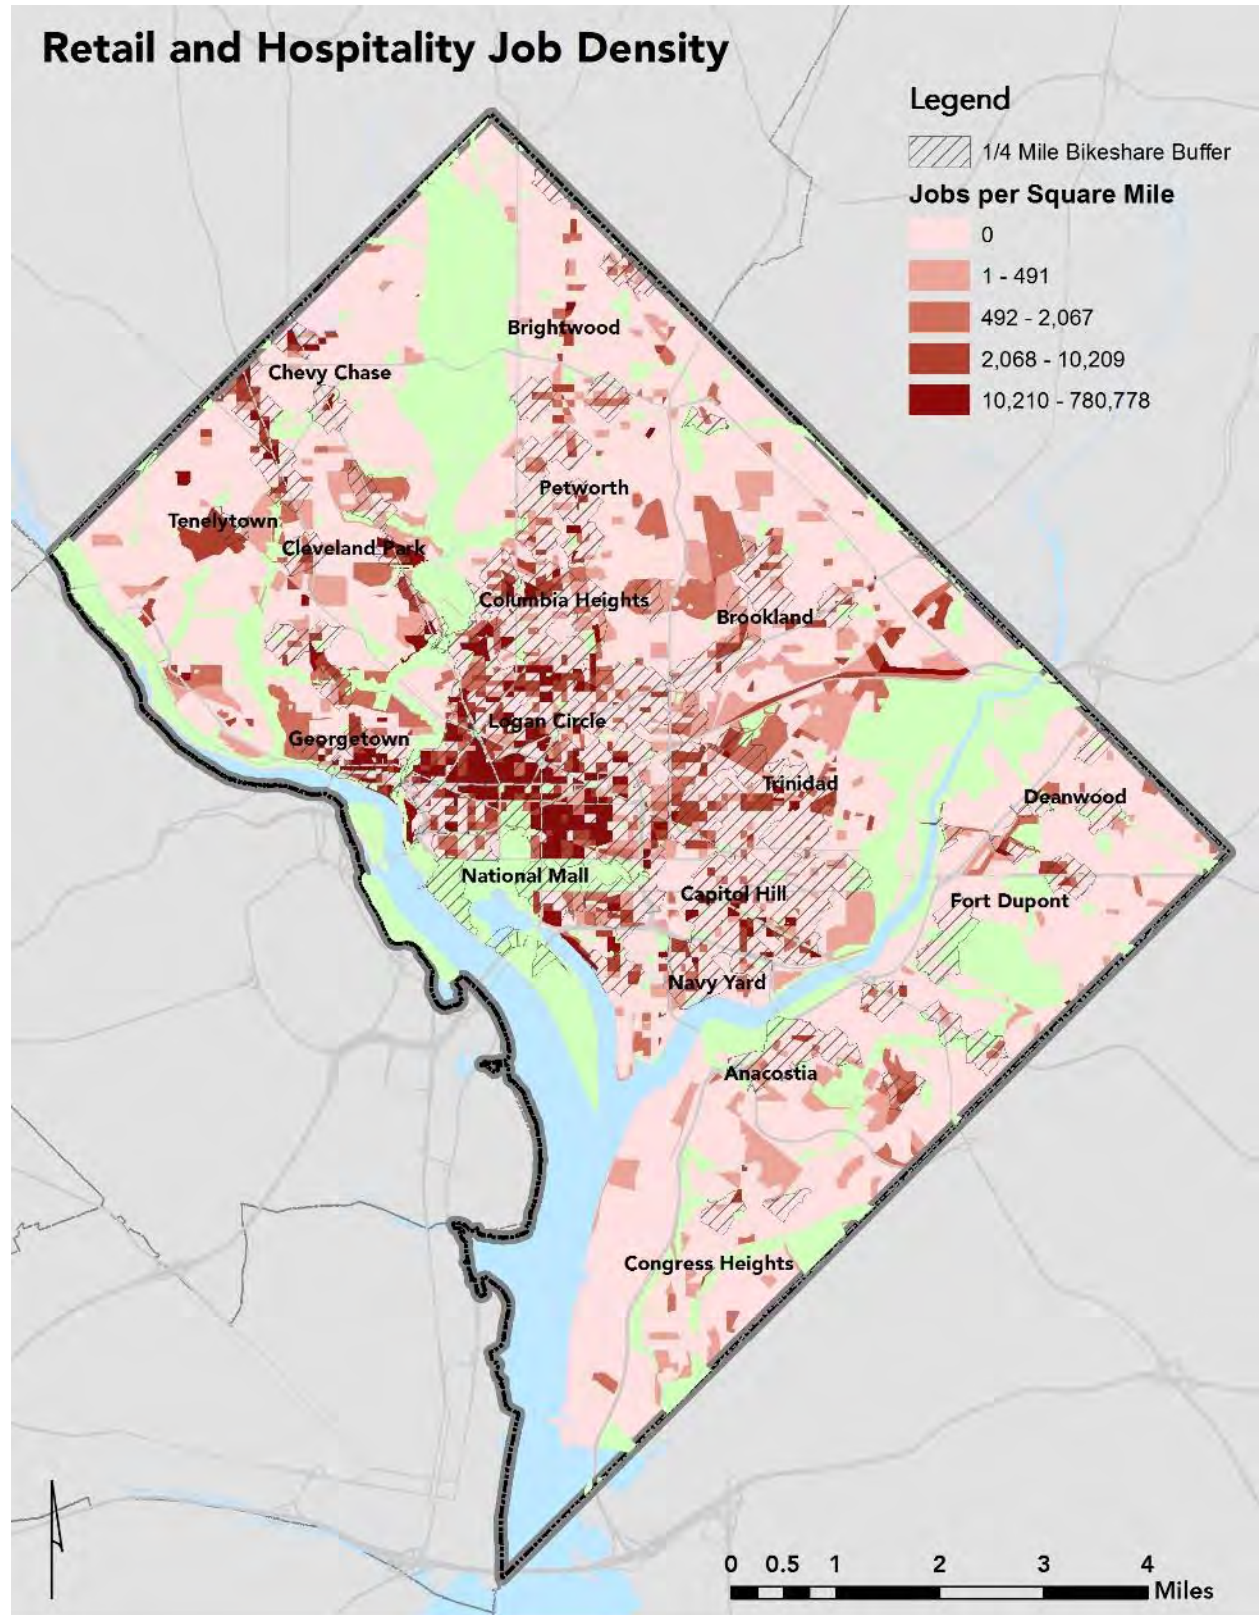 Retail and Hospitality Job Density
Legend
1/4 Mile Bikeshare Buffer
Jobs per Square Mile
0
1 - 491
492 - 2,067
2,068 - 10,209
10,210 - 780,778
Brightwood
Chevy Chase
Petworth
Tenelytown
Cleveland Park
Columbia Heights
Brookland
Logan Circle
Georgetown
Trinidad
Deanwood
National Mall
Capitol Hill
Fort Dupont
Navy Yard
Anacostia
Congress Heights
0 0.5 1 2 3 4
Miles